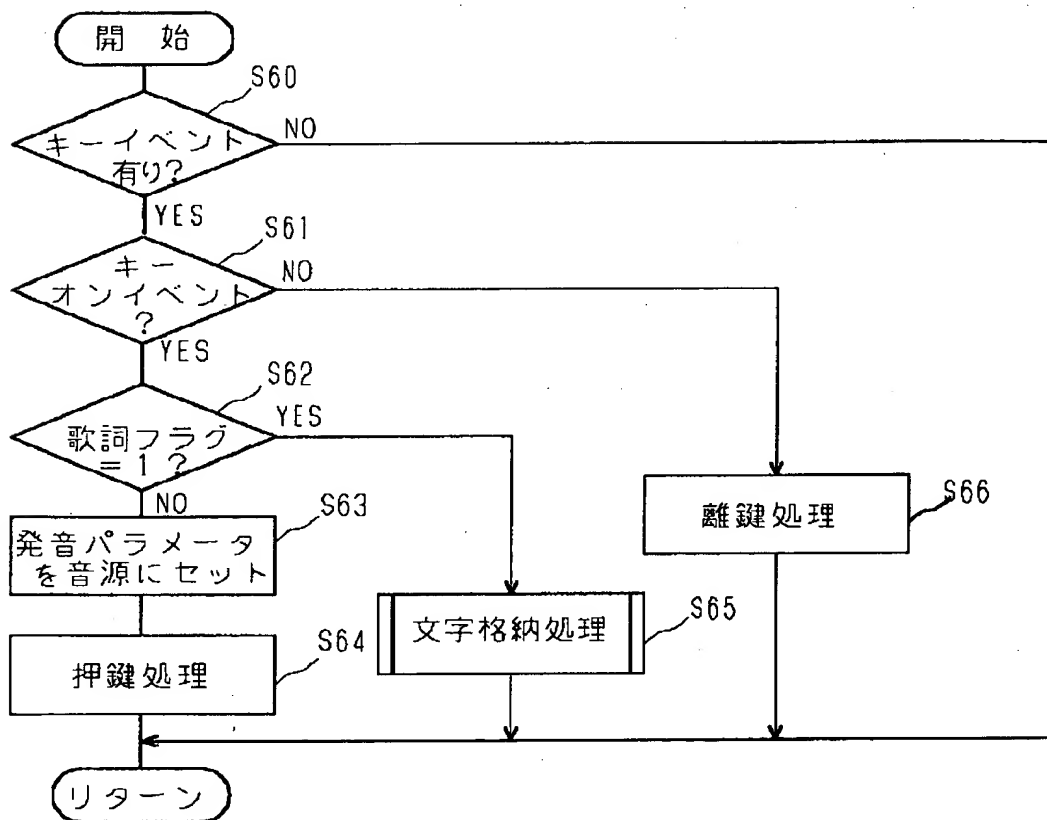 開始
S60
キーイベント
有り?
NO
YES
S61
キー
オンイベント
?
NO
YES
S62
歌詞フラグ
=1?
YES
NO
S63
発音パラメータ
を音源にセット
S66
離鍵処理
S65
文字格納処理
S64
押鍵処理
リターン